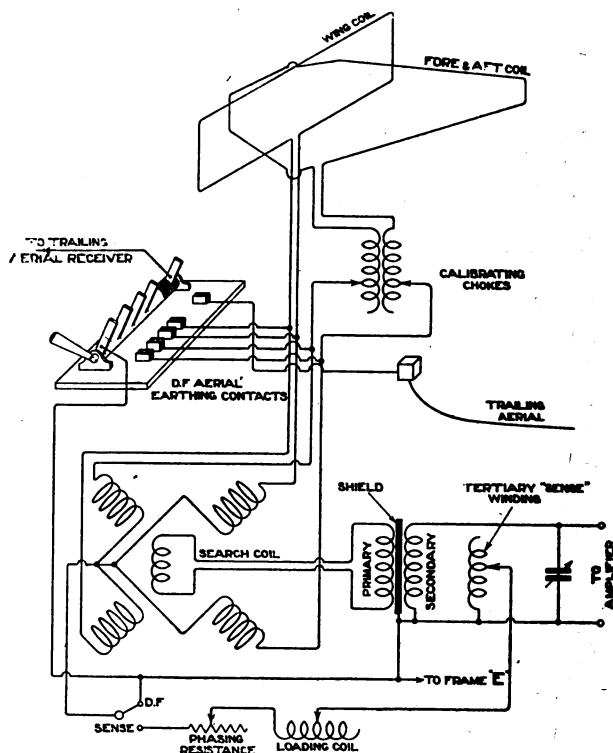 WING COIL
FORE & AFT COIL
TO TRAILING
AERIAL RECEIVER
CALIBRATING
CHOKES
D.F AERIAL
EARTHING CONTACTS
TRAILING
AERIAL
SHIELD
TERTIARY "SENSE"
WINDING
SEARCH COIL
PRIMARY
SECONDARY
TO
AMPLIFIER
TO FRAME "E"
D.F
SENSE
PHASING
RESISTANCE
LOADING COIL